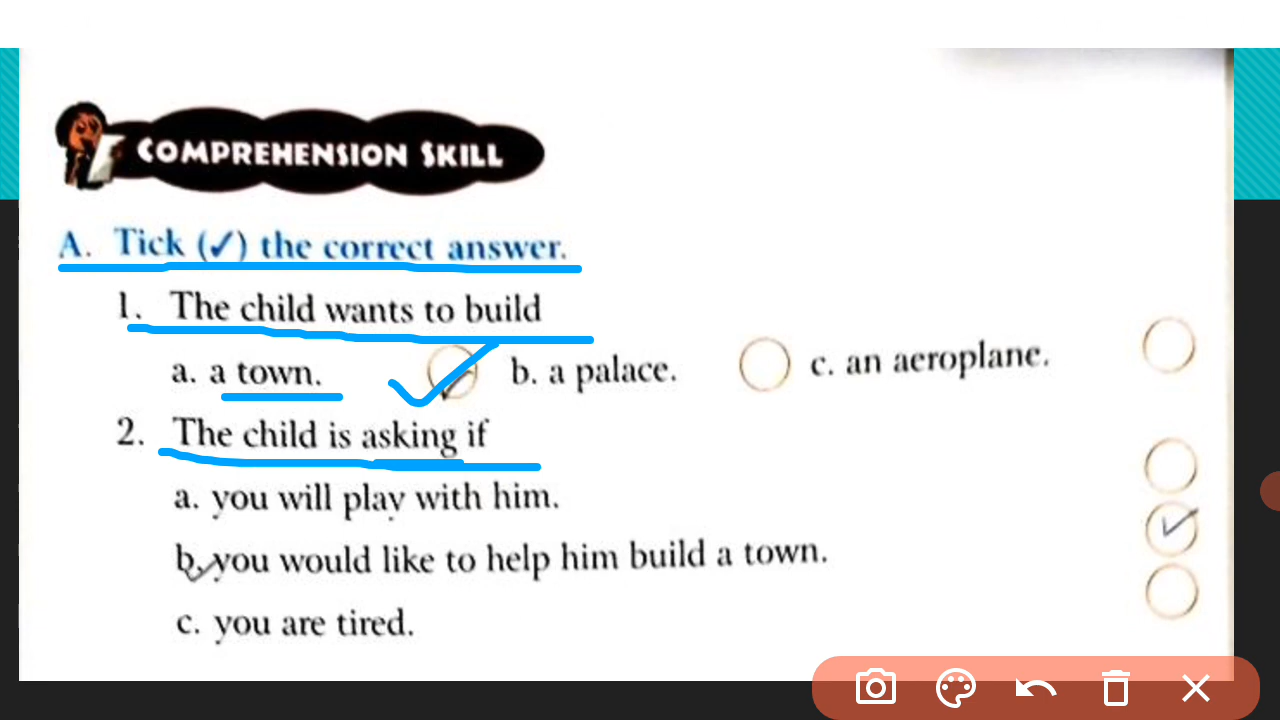 COMPREHENSION SKILL
A. Tick (✓) the correct answer.
1. The child wants to build
a. a town. b. a palace. c. an aeroplane.
2. The child is asking if
a. you will play with him.
b. you would like to help him build a town.
c. you are tired.